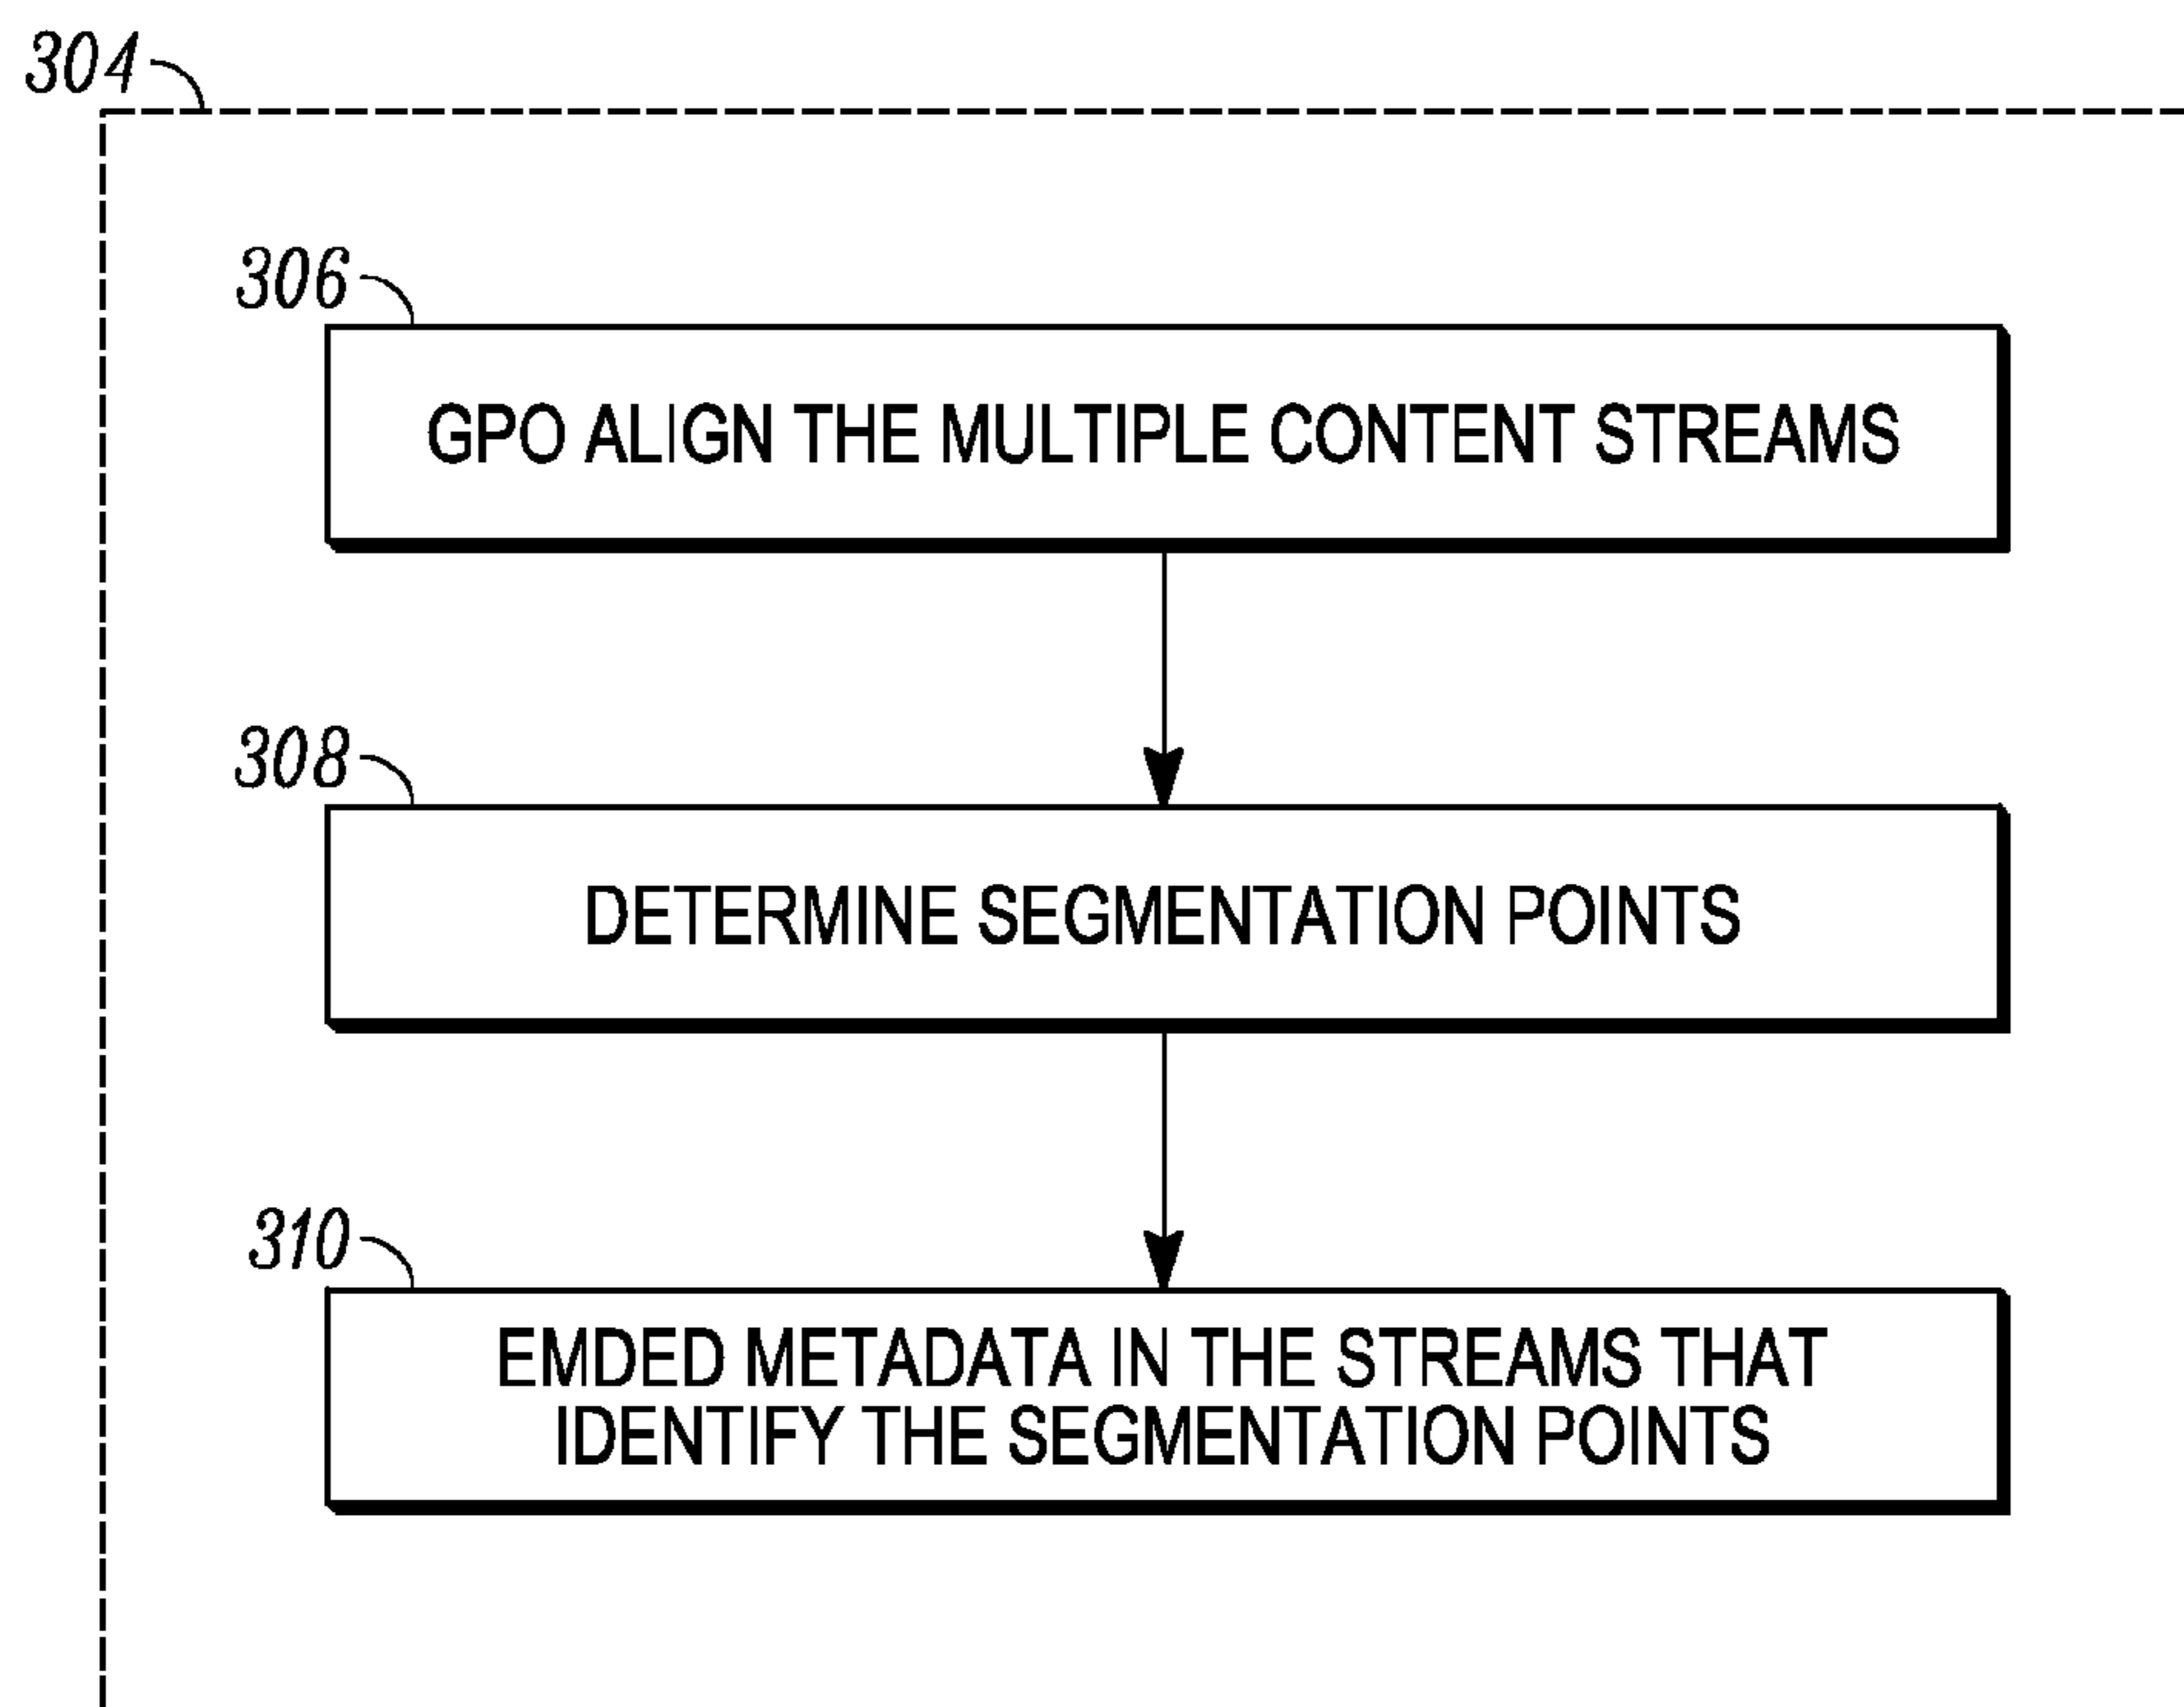 304
306
GPO ALIGN THE MULTIPLE CONTENT STREAMS
308
DETERMINE SEGMENTATION POINTS
310
EMDED METADATA IN THE STREAMS THAT
IDENTIFY THE SEGMENTATION POINTS